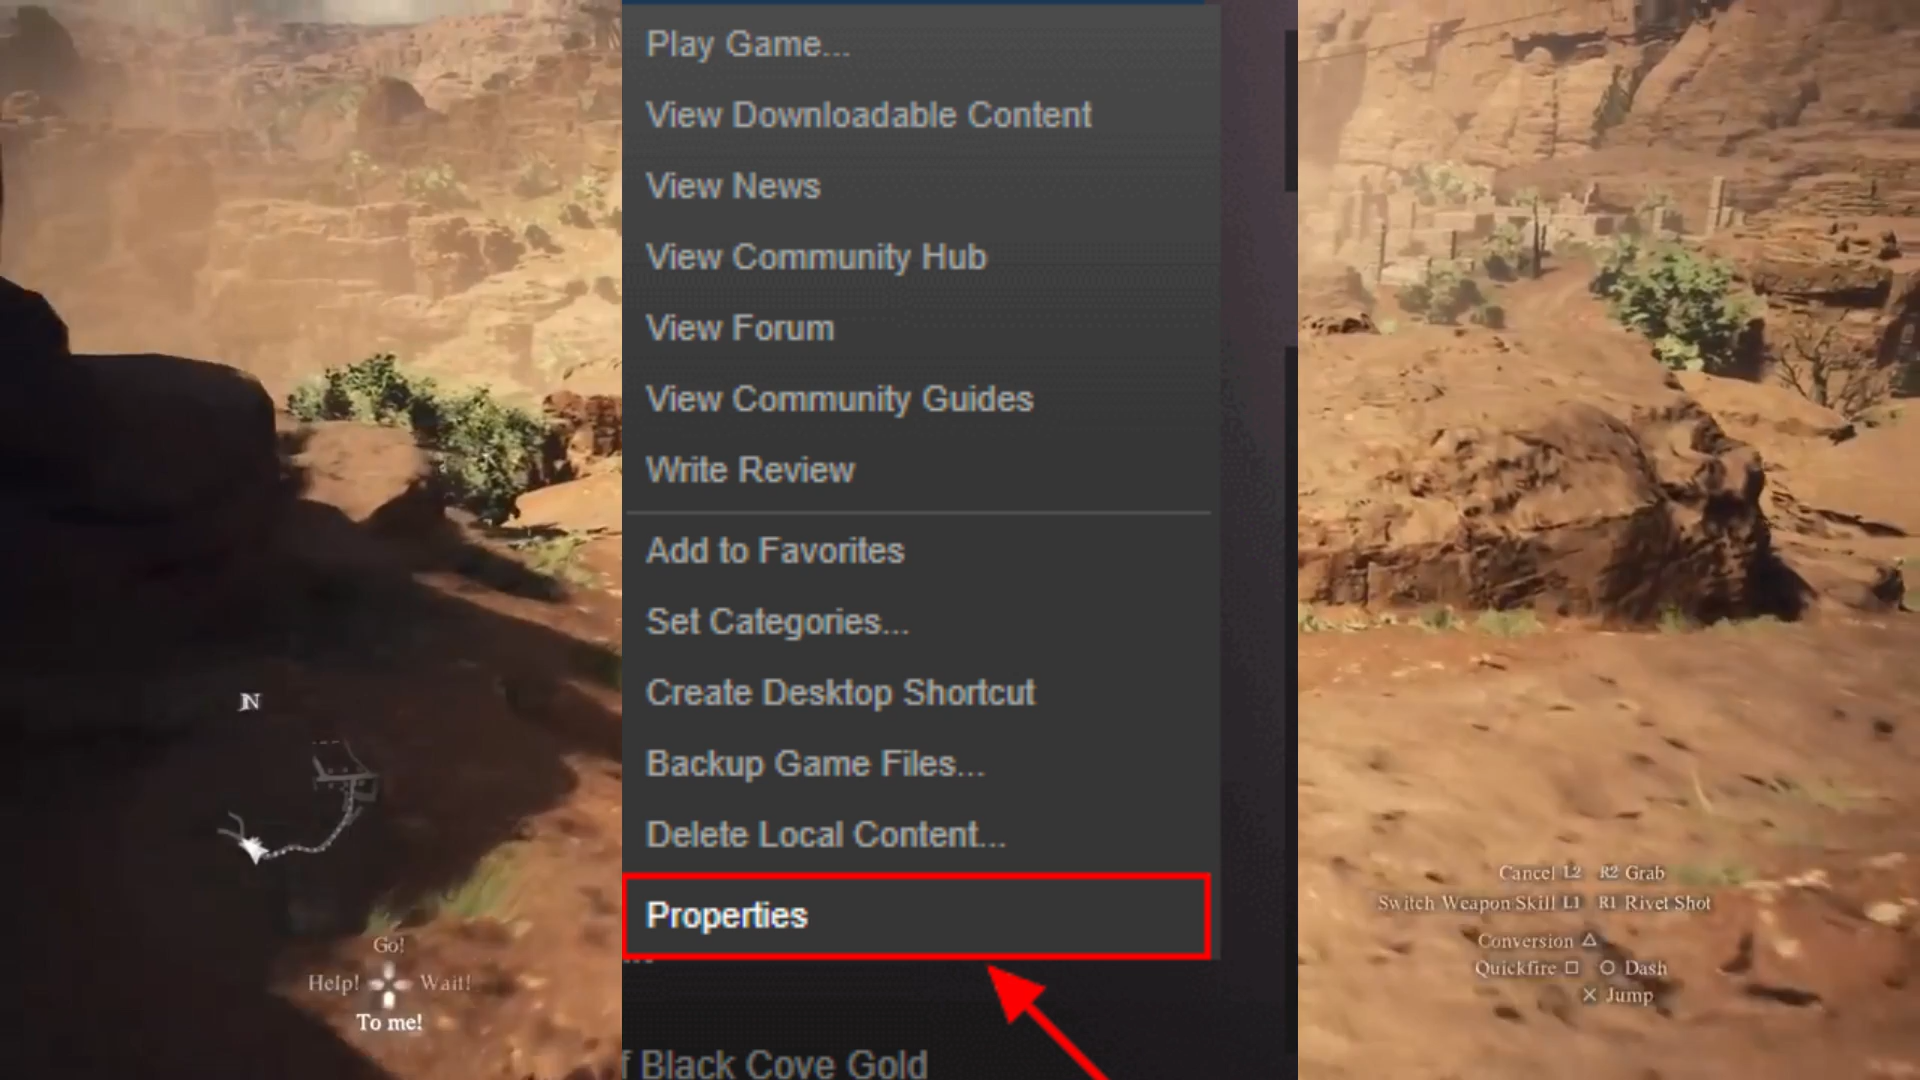 Play Game...
View Downloadable Content
View News
View Community Hub
View Forum
View Community Guides
Write Review
Add to Favorites
Set Categories...
Create Desktop Shortcut
Backup Game Files...
Delete Local Content...
Properties
f Black Cove Gold
N
Go!
Help! Wait!
To me!
Cancel L2 R2 Grab
Switch Weapon Skill L1 R1 Rivet Shot
Conversion △
Quickfire □ ○ Dash
✕ Jump